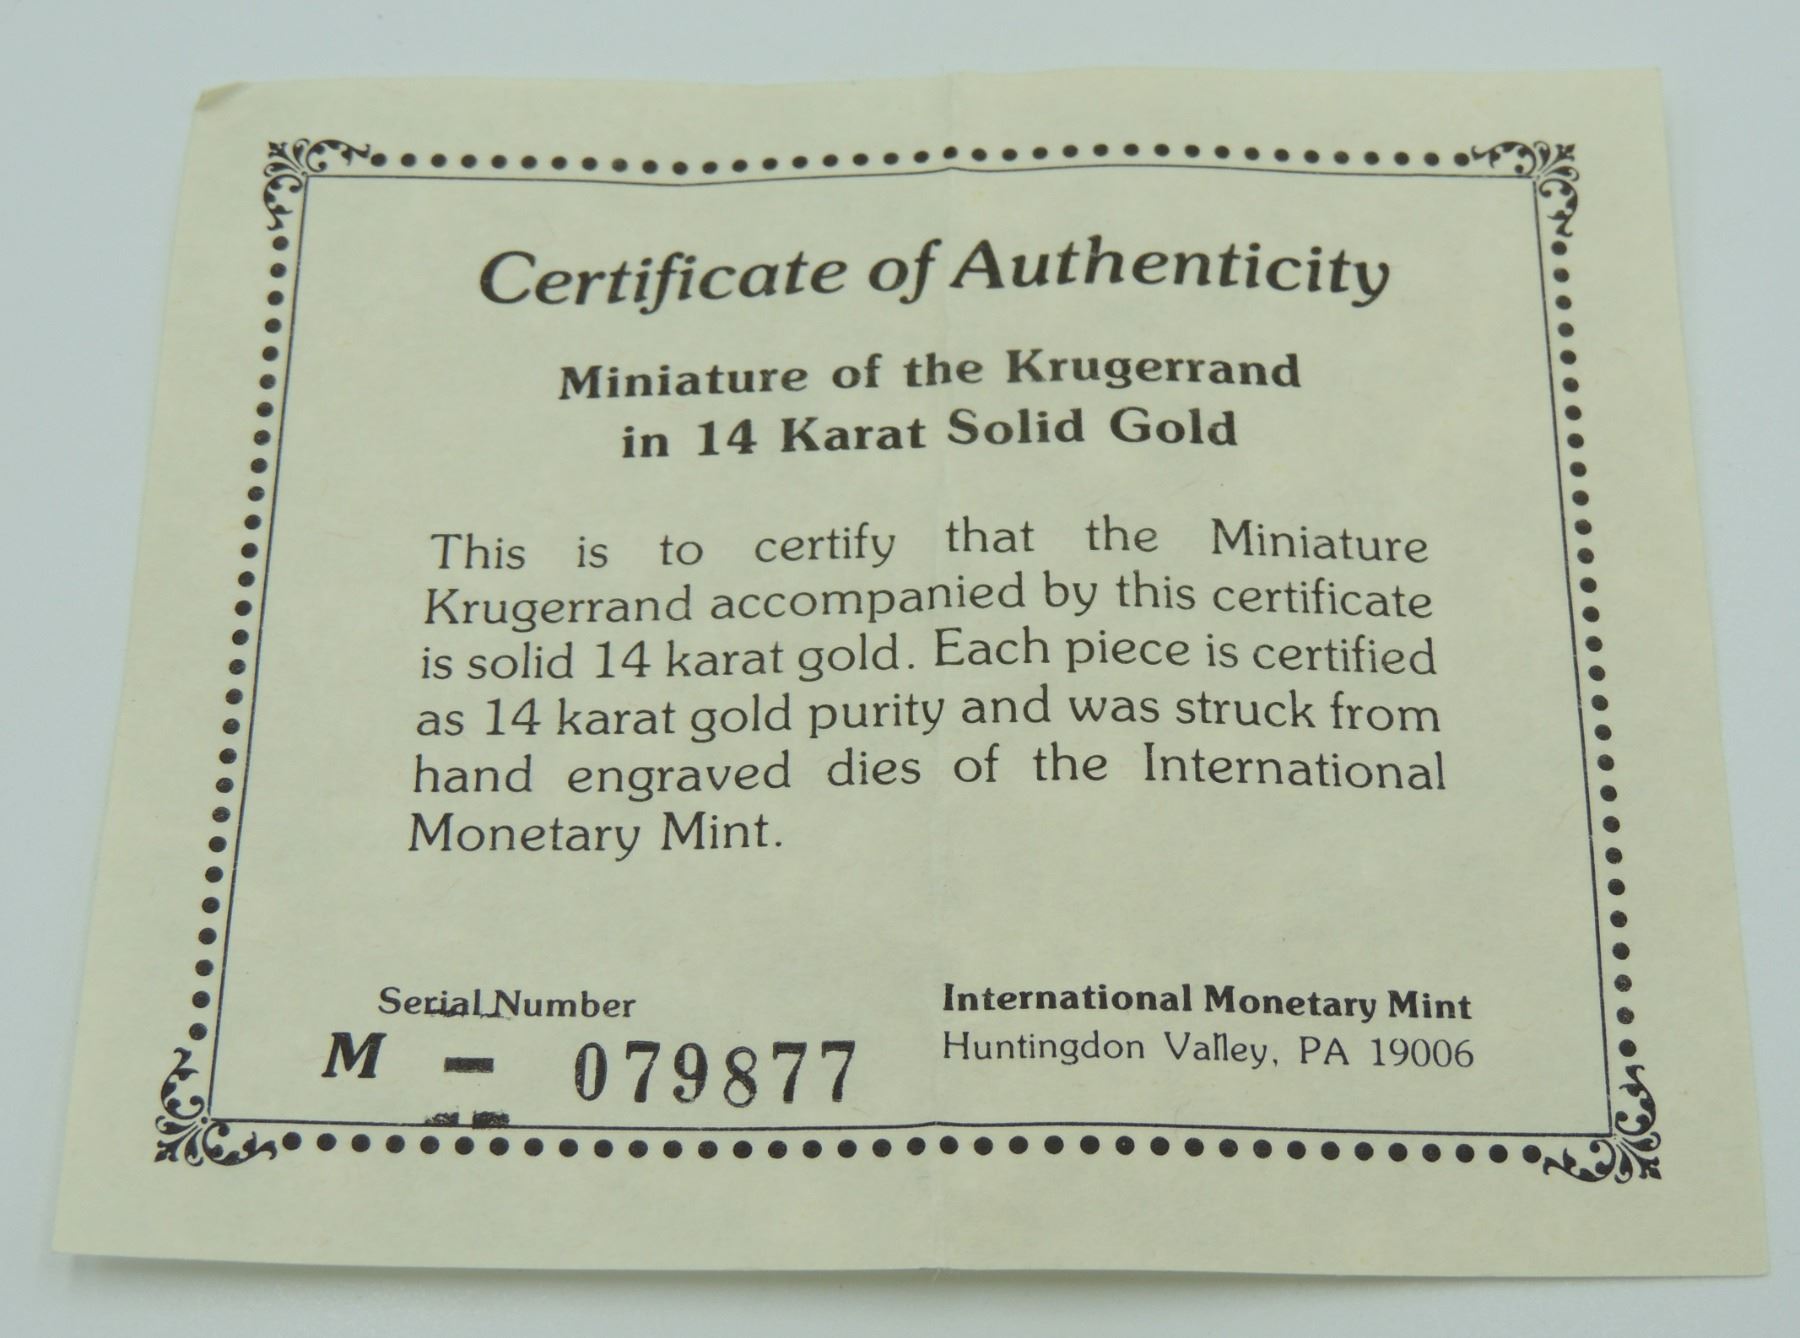 Certificate of Authenticity
Miniature of the Krugerrand
in 14 Karat Solid Gold
This is to certify that the Miniature
Krugerrand accompanied by this certificate
is solid 14 karat gold. Each piece is certified
as 14 karat gold purity and was struck from
hand engraved dies of the International
Monetary Mint.
Serial Number
M - 079877
International Monetary Mint
Huntingdon Valley, PA 19006